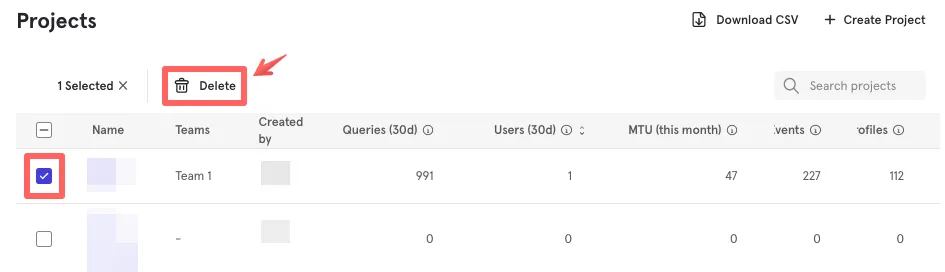 Projects
Download CSV
+ Create Project
1 Selected ×
Delete
Search projects
Name Teams Created by Queries (30d) Users (30d) MTU (this month) Events rofiles
Team 1 991 1 47 227 112
- 0 0 0 0 0